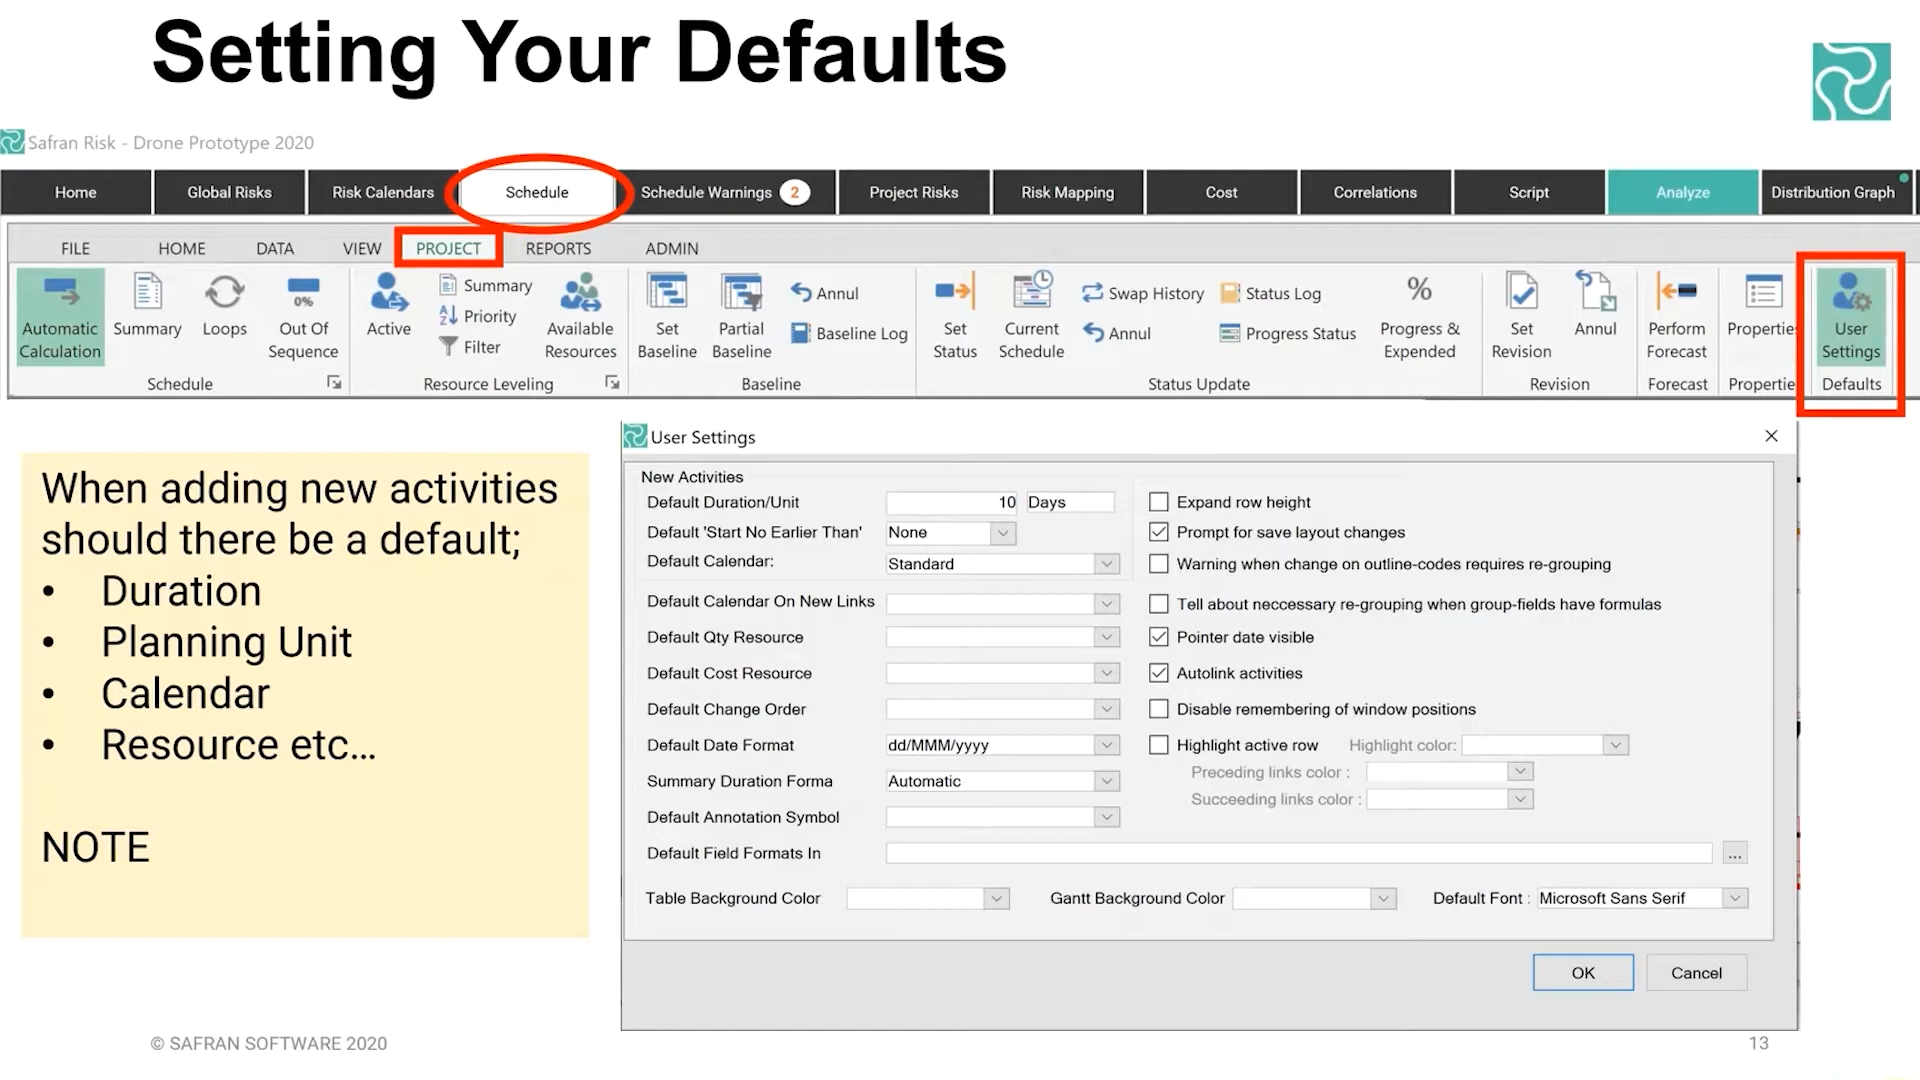 Setting Your Defaults
Safran Risk - Drone Prototype 2020
Home Global Risks Risk Calendars Schedule Schedule Warnings 2 Project Risks Risk Mapping Cost Correlations Script Analyze Distribution Graph
FILE HOME DATA VIEW PROJECT REPORTS ADMIN
Automatic Calculation
Summary
Loops
0%
Out Of Sequence
Schedule
Active
Summary
Priority
Filter
Available Resources
Resource Leveling
Set Baseline
Partial Baseline
Annul
Baseline Log
Baseline
Set Status
Current Schedule
Swap History
Annul
Status Log
Progress Status
%
Progress & Expended
Status Update
Set Revision
Annul
Revision
Perform Forecast
Forecast
Propertie
Propertie
User Settings
Defaults
When adding new activities
should there be a default;
• Duration
• Planning Unit
• Calendar
• Resource etc...
NOTE
User Settings
New Activities
Default Duration/Unit 10 Days
Default 'Start No Earlier Than' None
Default Calendar: Standard
Default Calendar On New Links
Default Qty Resource
Default Cost Resource
Default Change Order
Default Date Format dd/MMM/yyyy
Summary Duration Forma Automatic
Default Annotation Symbol
Default Field Formats In ...
Expand row height
Prompt for save layout changes
Warning when change on outline-codes requires re-grouping
Tell about neccessary re-grouping when group-fields have formulas
Pointer date visible
Autolink activities
Disable remembering of window positions
Highlight active row Highlight color:
Preceding links color :
Succeeding links color :
Table Background Color Gantt Background Color Default Font : Microsoft Sans Serif
OK Cancel
© SAFRAN SOFTWARE 2020
13